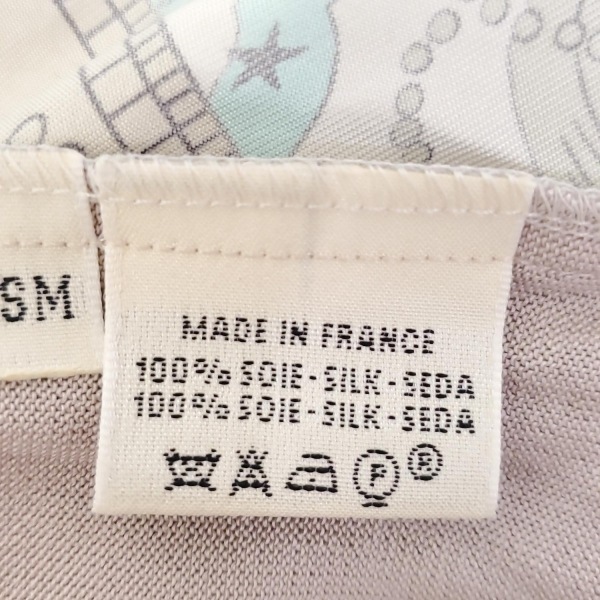 SM
MADE IN FRANCE
100% SOIE-SILK-SEDA
100% SOIE-SILK-SEDA
P ®